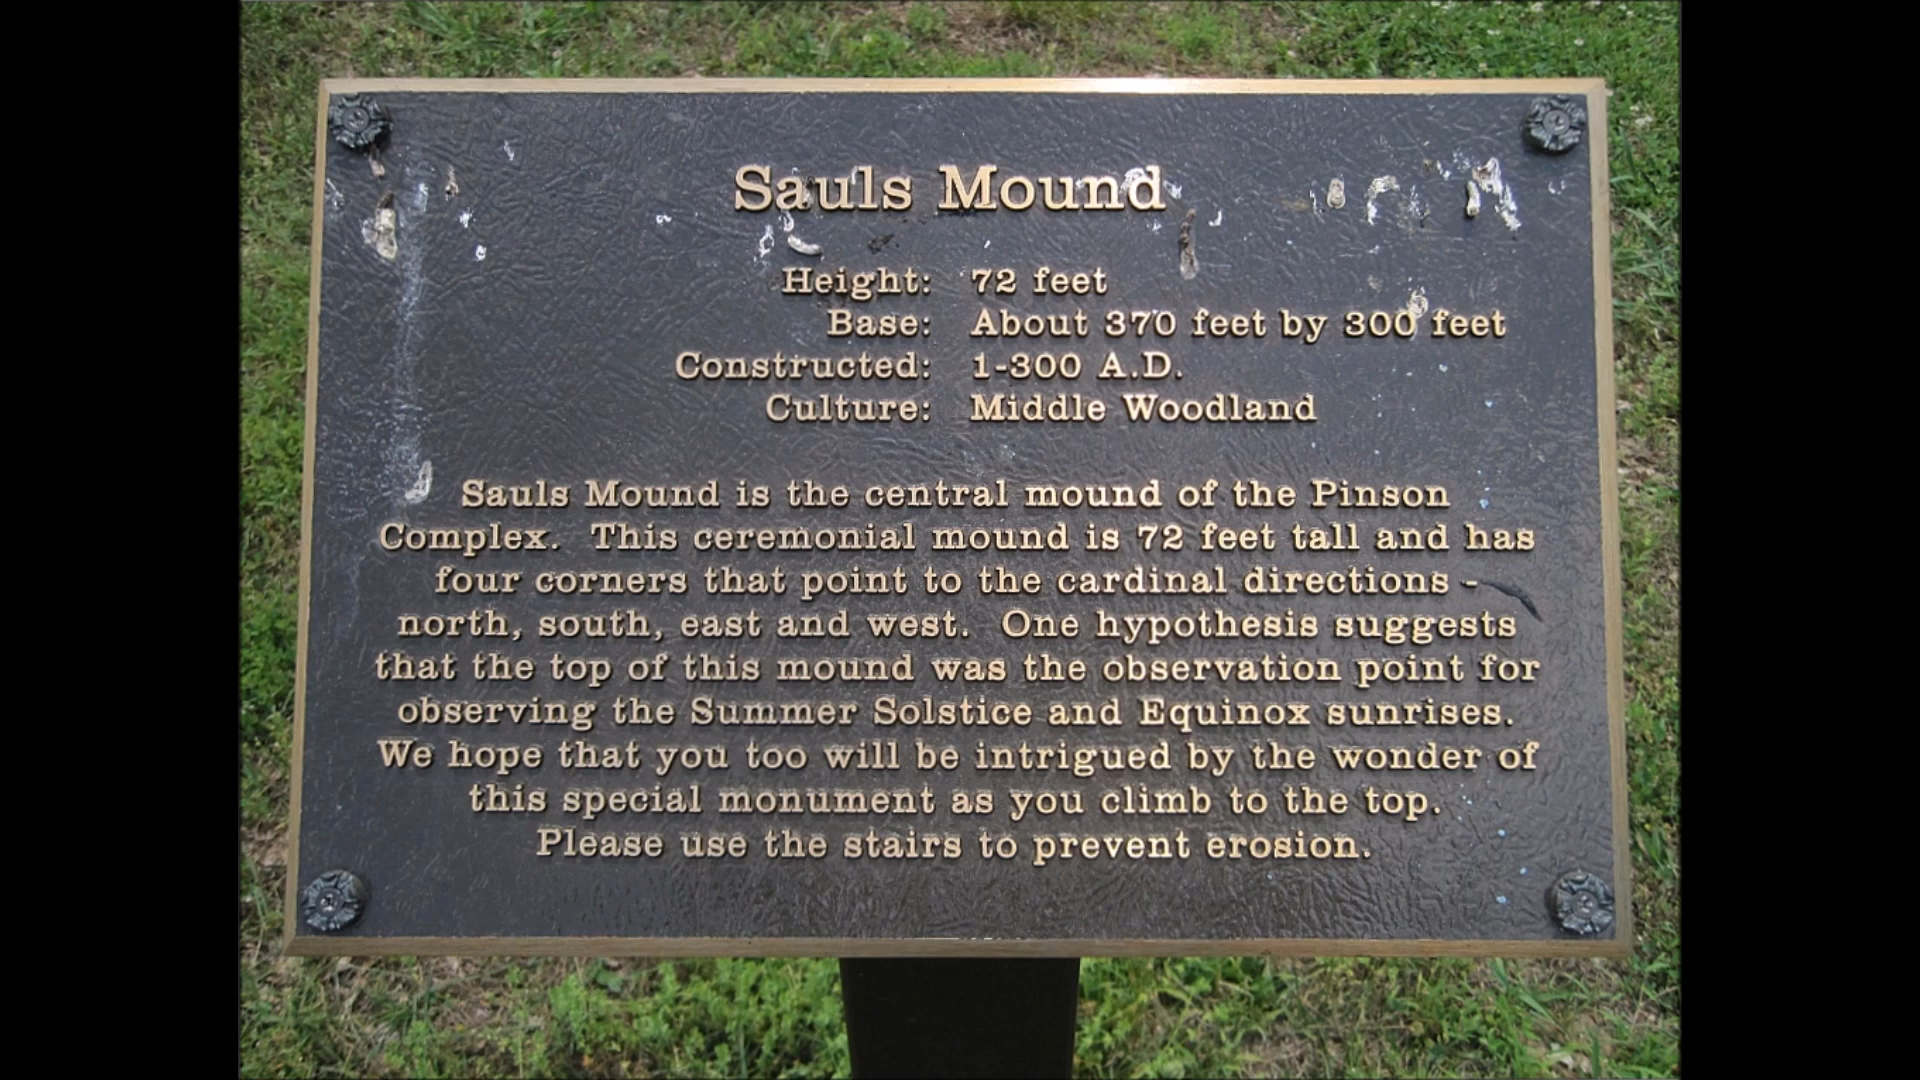 Sauls Mound
Height: 72 feet
Base: About 370 feet by 300 feet
Constructed: 1-300 A.D.
Culture: Middle Woodland
Sauls Mound is the central mound of the Pinson
Complex. This ceremonial mound is 72 feet tall and has
four corners that point to the cardinal directions -
north, south, east and west. One hypothesis suggests
that the top of this mound was the observation point for
observing the Summer Solstice and Equinox sunrises.
We hope that you too will be intrigued by the wonder of
this special monument as you climb to the top.
Please use the stairs to prevent erosion.